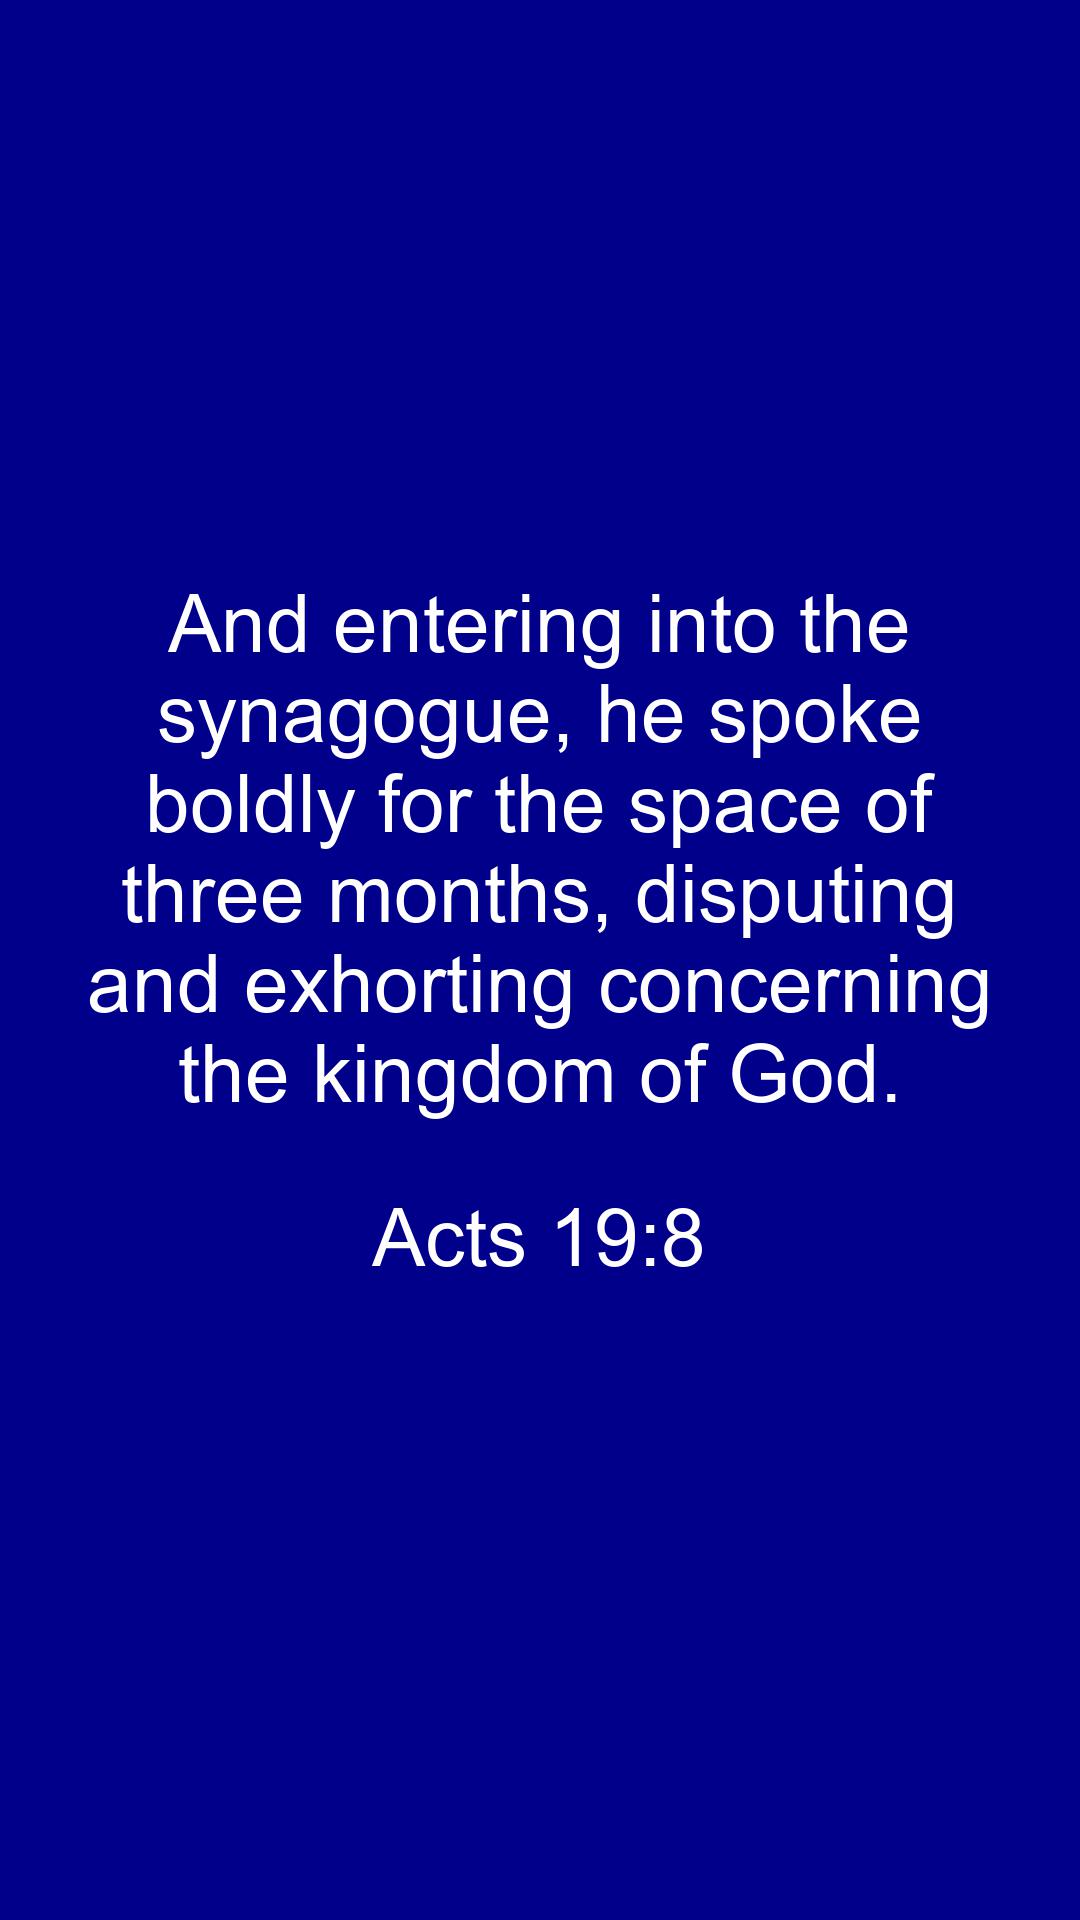 And entering into the
synagogue, he spoke
boldly for the space of
three months, disputing
and exhorting concerning
the kingdom of God.
Acts 19:8